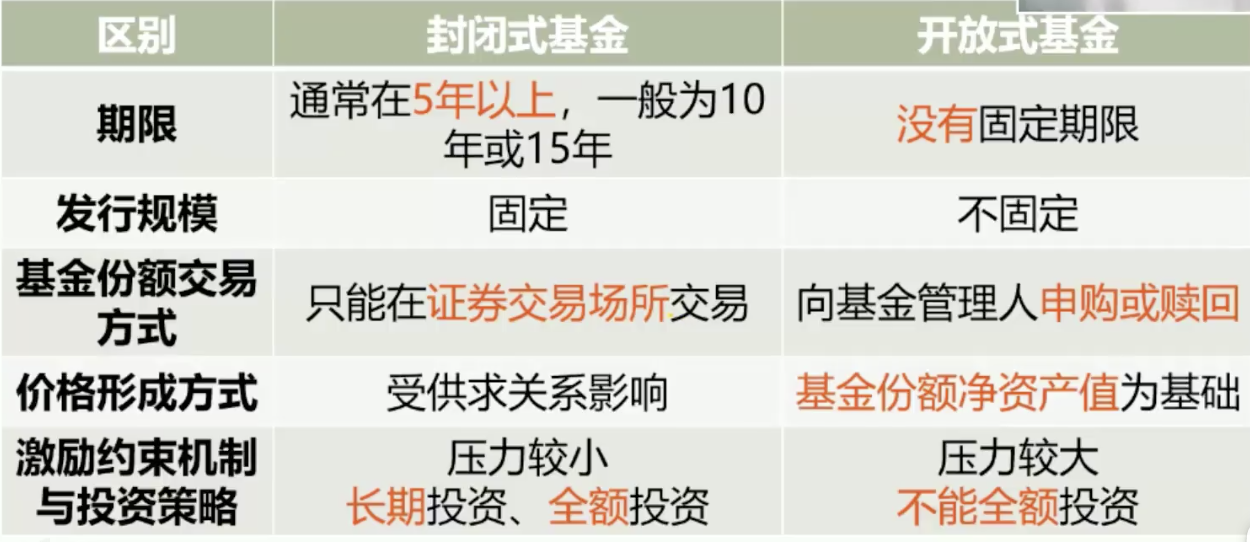 区别 封闭式基金 开放式基金
期限 通常在5年以上，一般为10年或15年 没有固定期限
发行规模 固定 不固定
基金份额交易方式 只能在证券交易场所交易 向基金管理人申购或赎回
价格形成方式 受供求关系影响 基金份额净资产值为基础
激励约束机制与投资策略 压力较小 长期投资、全额投资 压力较大 不能全额投资